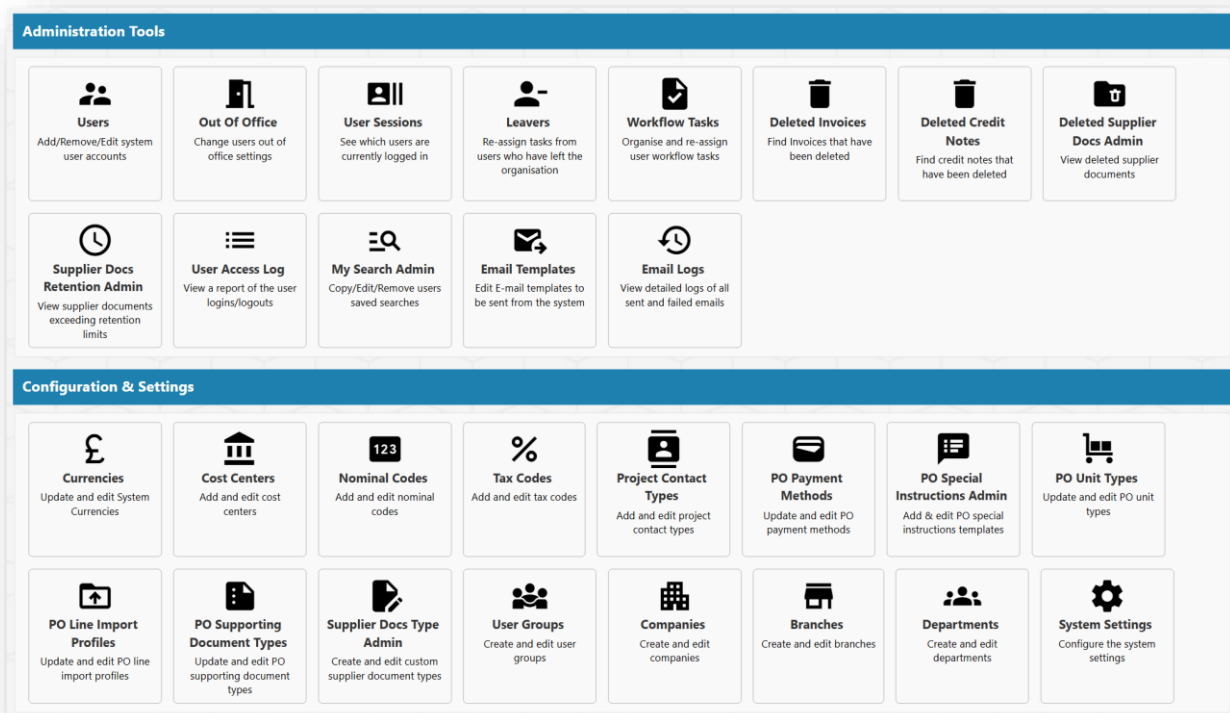 Administration Tools
Users
Add/Remove/Edit system
user accounts
Out Of Office
Change users out of
office settings
User Sessions
See which users are
currently logged in
Leavers
Re-assign tasks from
users who have left the
organisation
Workflow Tasks
Organise and re-assign
user workflow tasks
Deleted Invoices
Find Invoices that have
been deleted
Deleted Credit
Notes
Find credit notes that
have been deleted
Deleted Supplier
Docs Admin
View deleted supplier
documents
Supplier Docs
Retention Admin
View supplier documents
exceeding retention
limits
User Access Log
View a report of the user
logins/logouts
My Search Admin
Copy/Edit/Remove users
saved searches
Email Templates
Edit E-mail templates to
be sent from the system
Email Logs
View detailed logs of all
sent and failed emails
Configuration & Settings
£
Currencies
Update and edit System
Currencies
Cost Centers
Add and edit cost
centers
123
Nominal Codes
Add and edit nominal
codes
%
Tax Codes
Add and edit tax codes
Project Contact
Types
Add and edit project
contact types
PO Payment
Methods
Update and edit PO
payment methods
PO Special
Instructions Admin
Add & edit PO special
instructions templates
PO Unit Types
Update and edit PO unit
types
PO Line Import
Profiles
Update and edit PO line
import profiles
PO Supporting
Document Types
Update and edit PO
supporting document
types
Supplier Docs Type
Admin
Create and edit custom
supplier document types
User Groups
Create and edit user
groups
Companies
Create and edit
companies
Branches
Create and edit branches
Departments
Create and edit
departments
System Settings
Configure the system
settings